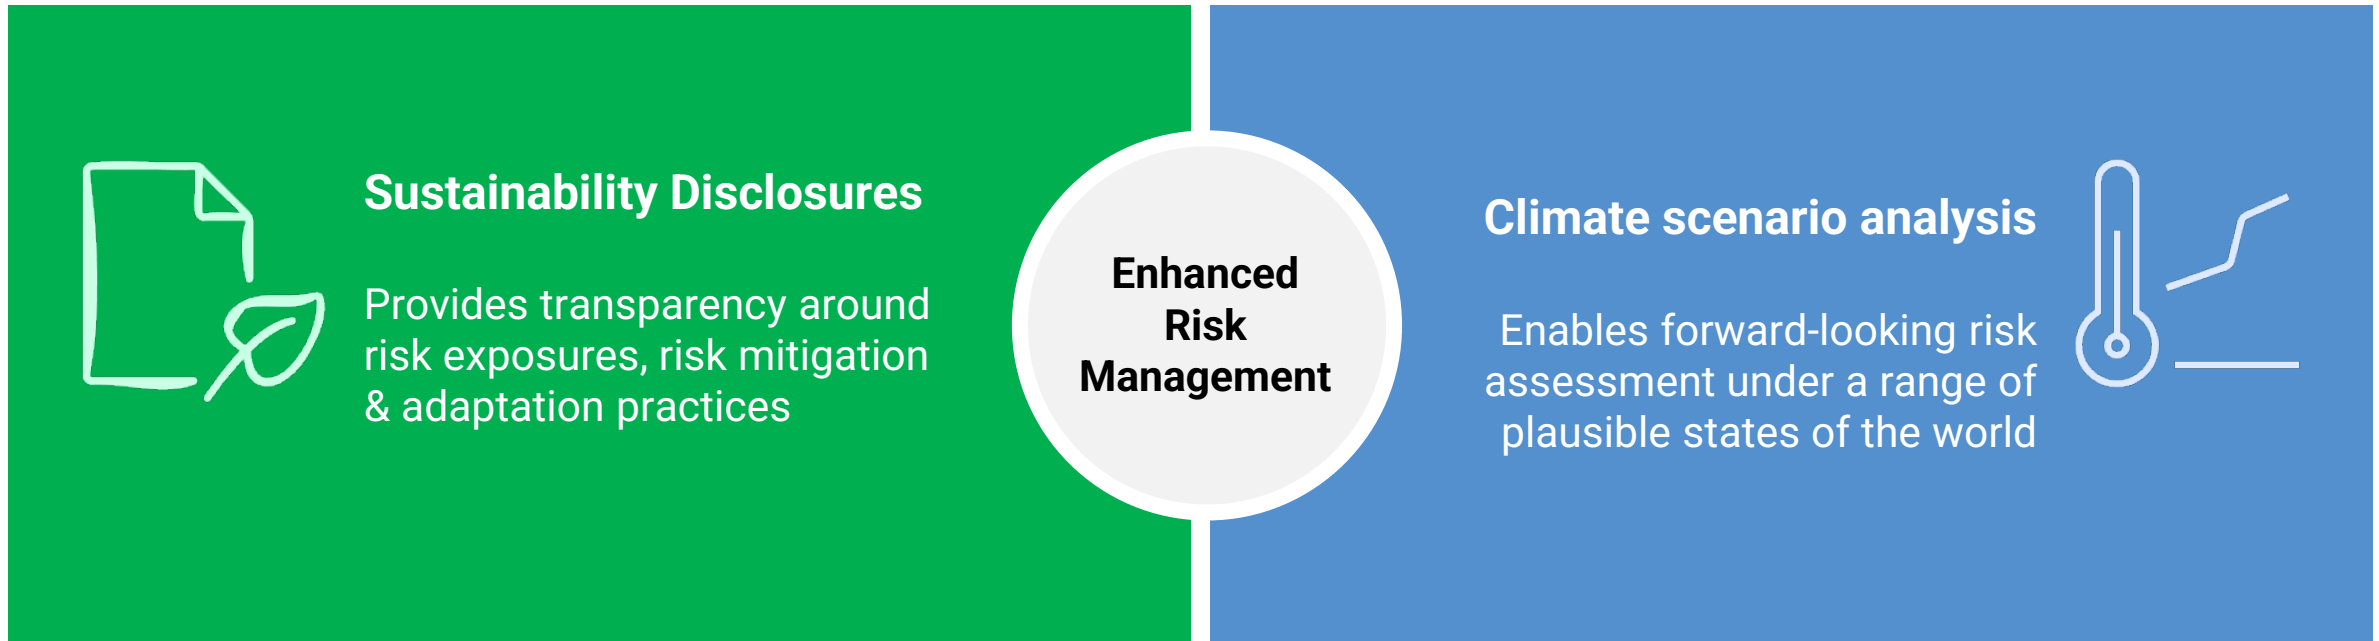 Sustainability Disclosures
Provides transparency around
risk exposures, risk mitigation
& adaptation practices
Enhanced
Risk
Management
Climate scenario analysis
Enables forward-looking risk
assessment under a range of
plausible states of the world